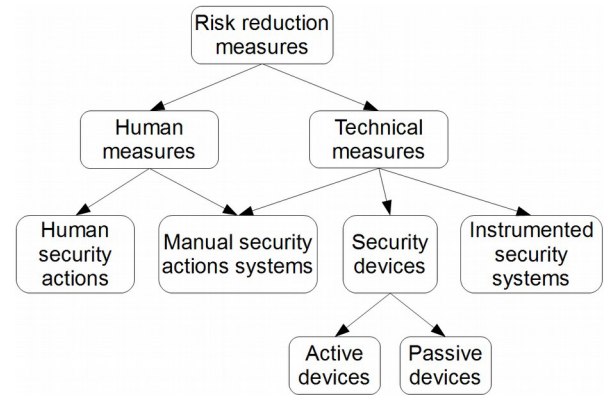 Risk reduction
measures
Human
measures
Technical
measures
Human
security
actions
Manual security
actions systems
Security
devices
Instrumented
security
systems
Active
devices
Passive
devices